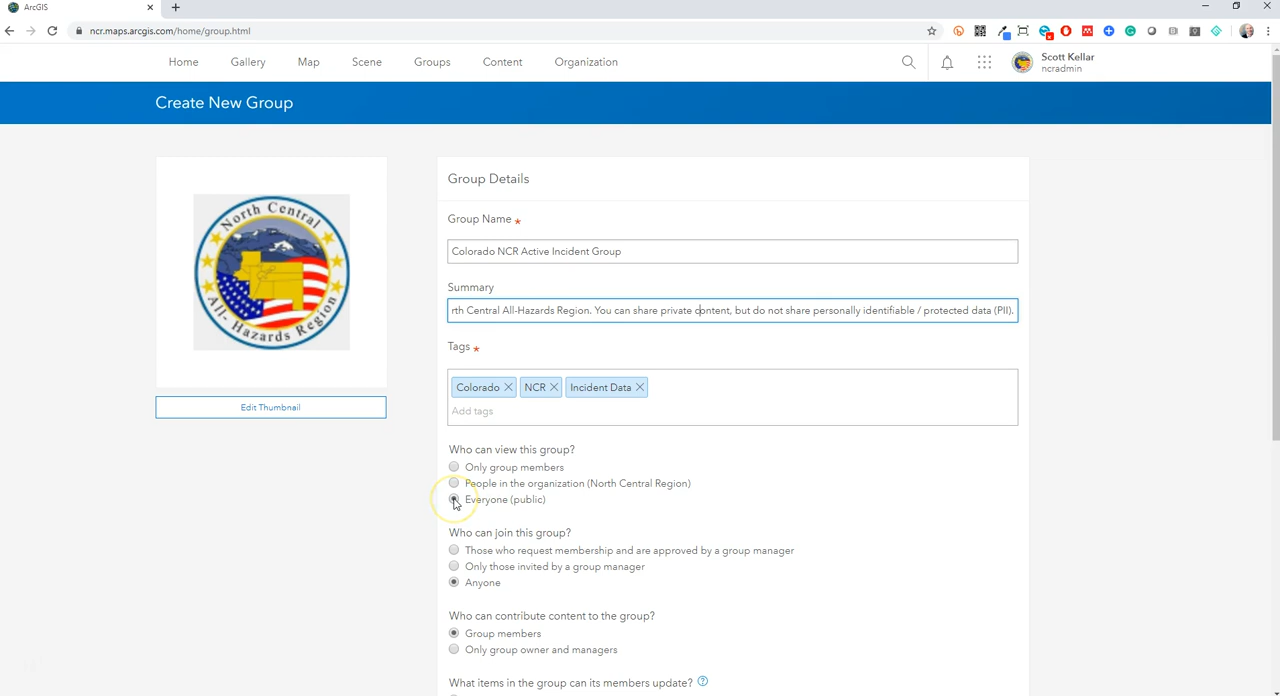 ArcGIS
ncr.maps.arcgis.com/home/group.html
Home Gallery Map Scene Groups Content Organization
Scott Kellar
ncradmin
Create New Group
North Central
All-Hazards Region
Edit Thumbnail
Group Details
Group Name *
Colorado NCR Active Incident Group
Summary
rth Central All-Hazards Region. You can share private content, but do not share personally identifiable / protected data (PII).
Tags *
Colorado NCR Incident Data
Add tags
Who can view this group?
Only group members
People in the organization (North Central Region)
Everyone (public)
Who can join this group?
Those who request membership and are approved by a group manager
Only those invited by a group manager
Anyone
Who can contribute content to the group?
Group members
Only group owner and managers
What items in the group can its members update?